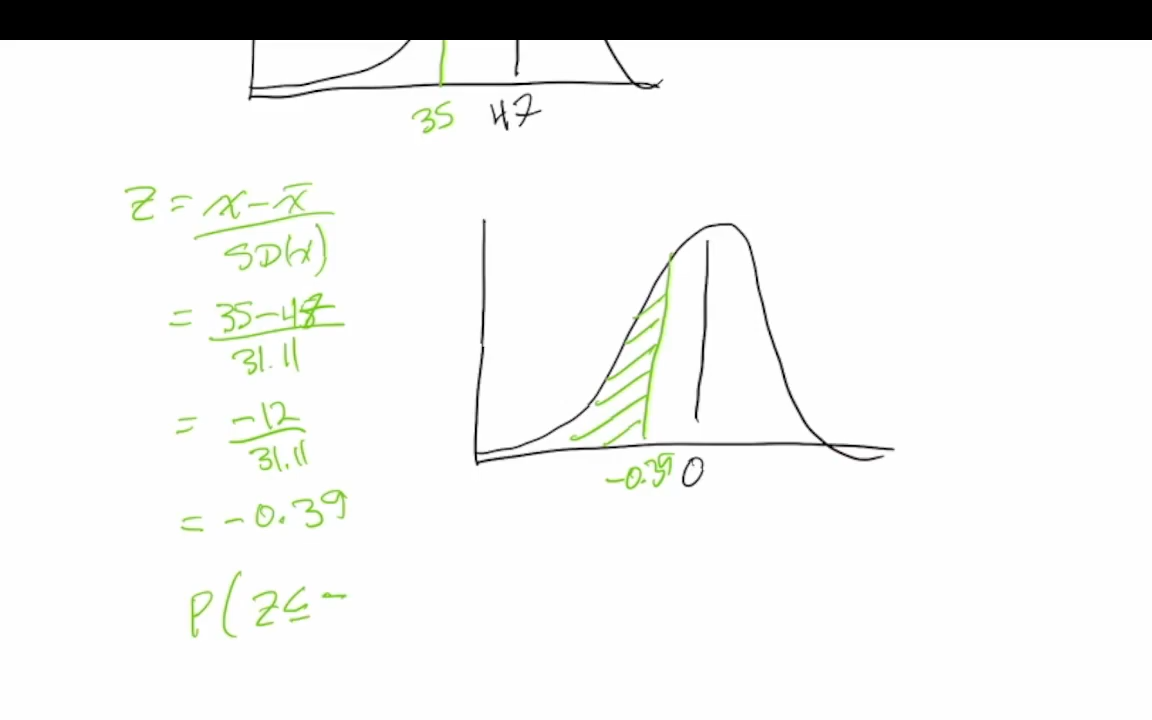 35 47
Z = x - x̄
SD(x)
= 35 - 47
31.11
= -12
31.11
= -0.39
-0.39 0
P( Z ≤ -